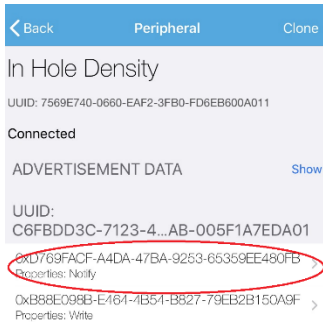 Back Peripheral Clone
In Hole Density
UUID: 7569E740-0660-EAF2-3FB0-FD6EB600A011
Connected
ADVERTISEMENT DATA Show
UUID:
C6FBDD3C-7123-4...AB-005F1A7EDA01
0xD769FACF-A4DA-47BA-9253-65359EE480FB
Properties: Notify
0xB88E098B-E464-4B54-B827-79EB2B150A9F
Properties: Write